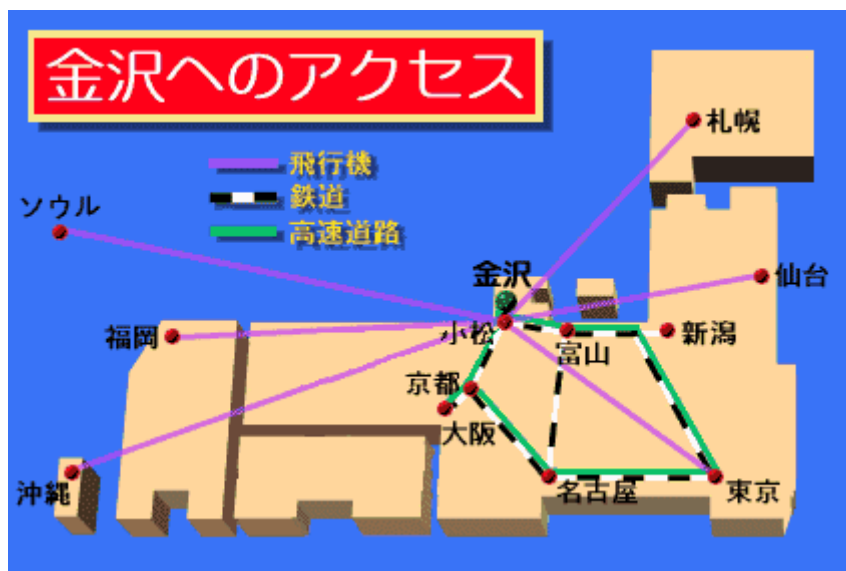 金沢へのアクセス
飛行機
鉄道
高速道路
札幌
ソウル
金沢
仙台
福岡
小松
富山
新潟
京都
大阪
沖縄
名古屋
東京